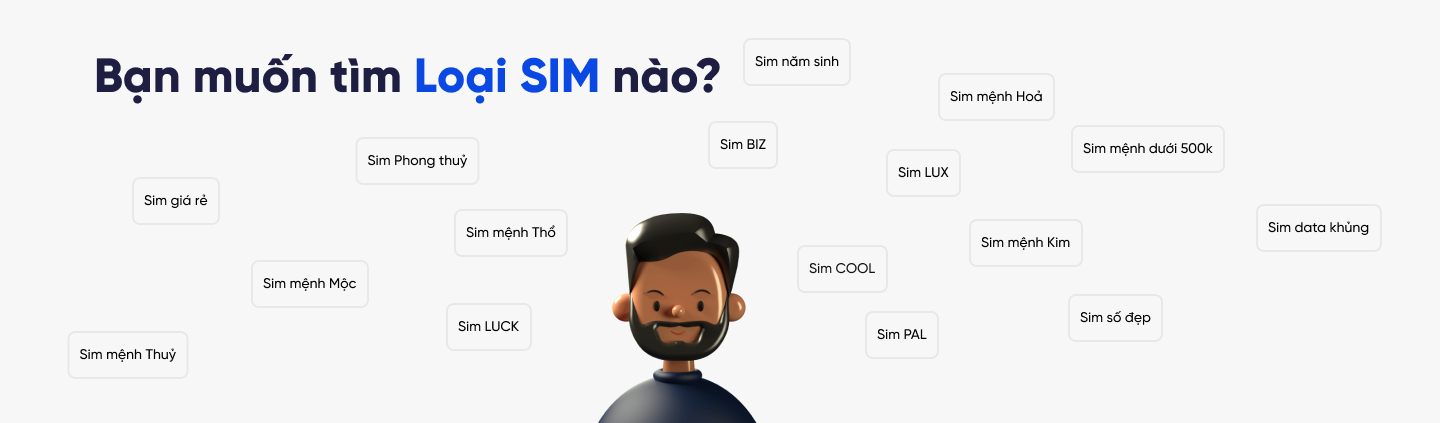 Bạn muốn tìm Loại SIM nào?
Sim năm sinh
Sim mệnh Hoả
Sim BIZ
Sim mệnh dưới 500k
Sim Phong thuỷ
Sim LUX
Sim giá rẻ
Sim mệnh Thổ
Sim data khủng
Sim mệnh Kim
Sim COOL
Sim mệnh Mộc
Sim số đẹp
Sim LUCK
Sim PAL
Sim mệnh Thuỷ